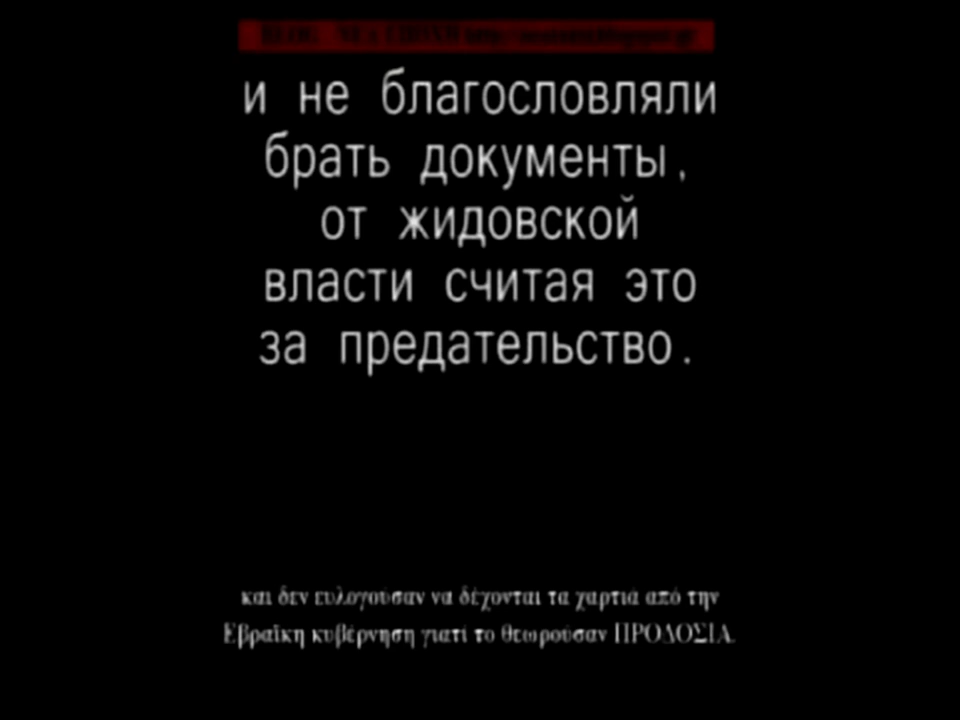 и не благословляли
брать документы,
от жидовской
власти считая это
за предательство.
και δεν ευλογούσαν να δέχονται τα χαρτιά από την
Εβραϊκη κυβέρνηση γιατί το θεωρούσαν ΠΡΟΔΟΣΙΑ.